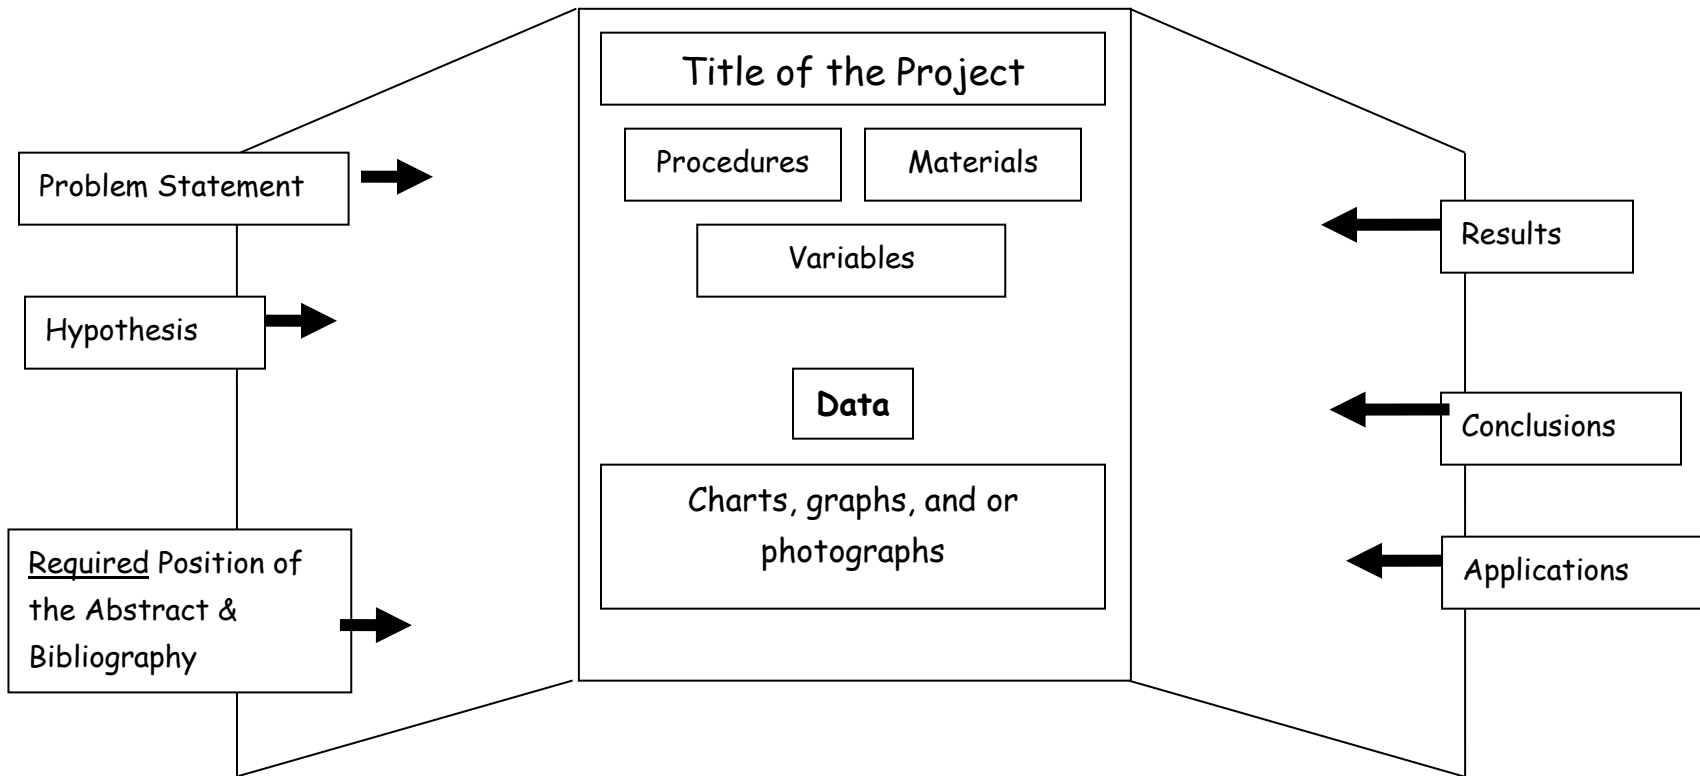 Title of the Project
Procedures
Materials
Variables
Data
Charts, graphs, and or
photographs
Problem Statement
Hypothesis
Required Position of
the Abstract &
Bibliography
Results
Conclusions
Applications